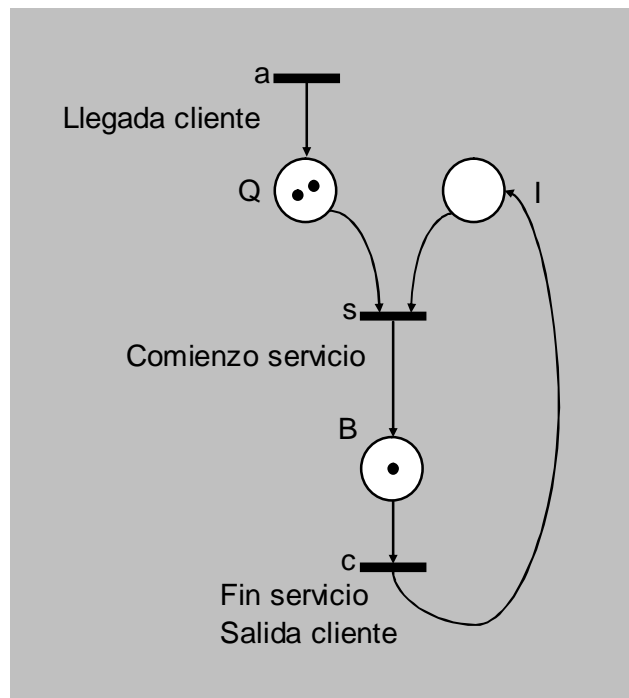 a
Llegada cliente
Q
I
s
Comienzo servicio
B
c
Fin servicio
Salida cliente